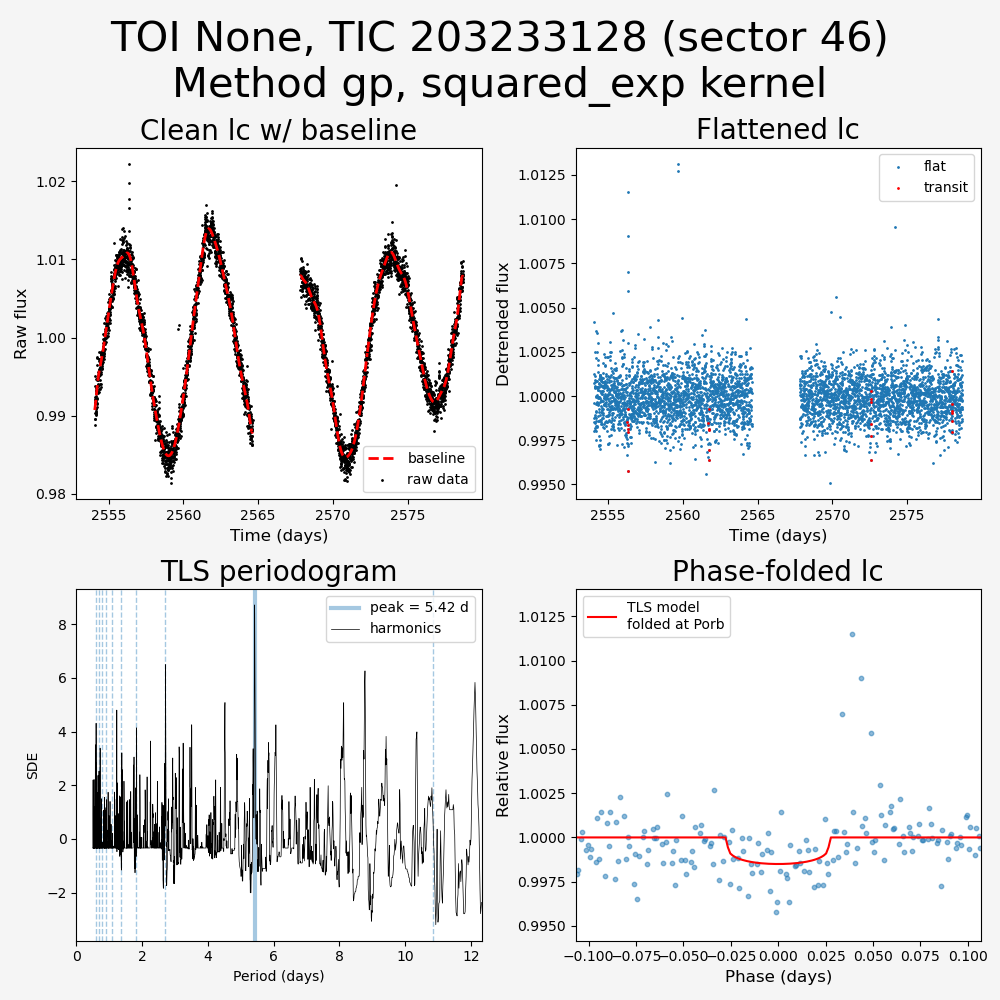 TOI None, TIC 203233128 (sector 46)
Method gp, squared_exp kernel
Clean lc w/ baseline
Raw flux
1.02
1.01
1.00
0.99
0.98
baseline
raw data
2555
2560
2565
2570
2575
Time (days)
Flattened lc
Detrended flux
1.0125
1.0100
1.0075
1.0050
1.0025
1.0000
0.9975
0.9950
flat
transit
2555
2560
2565
2570
2575
Time (days)
TLS periodogram
SDE
8
6
4
2
0
−2
peak = 5.42 d
harmonics
0
2
4
6
8
10
12
Period (days)
Phase-folded lc
Relative flux
1.0125
1.0100
1.0075
1.0050
1.0025
1.0000
0.9975
0.9950
TLS model
folded at Porb
−0.100
−0.075
−0.050
−0.025
0.000
0.025
0.050
0.075
0.100
Phase (days)